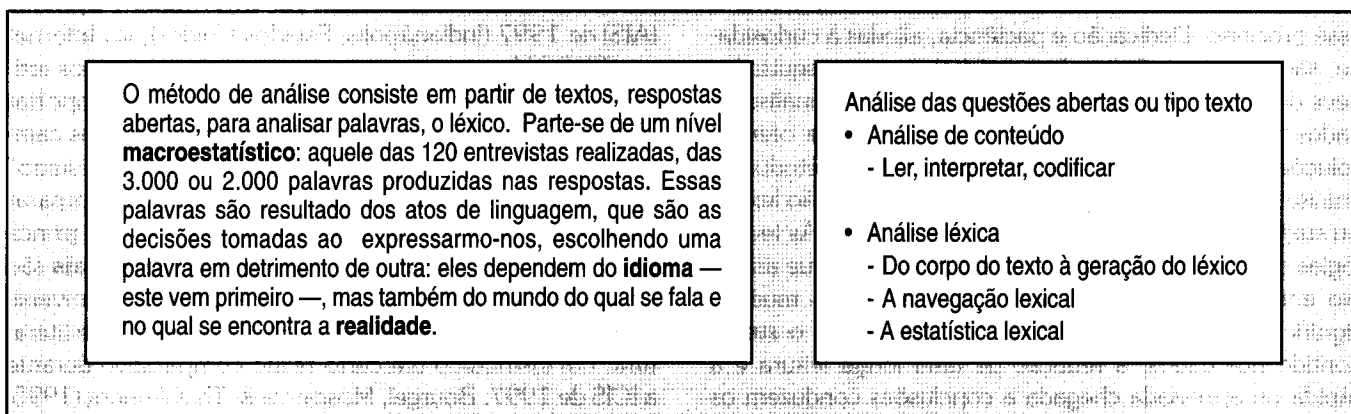 O método de análise consiste em partir de textos, respostas
abertas, para analisar palavras, o léxico. Parte-se de um nível
macroestatístico: aquele das 120 entrevistas realizadas, das
3.000 ou 2.000 palavras produzidas nas respostas. Essas
palavras são resultado dos atos de linguagem, que são as
decisões tomadas ao expressarmo-nos, escolhendo uma
palavra em detrimento de outra: eles dependem do idioma —
este vem primeiro —, mas também do mundo do qual se fala e
no qual se encontra a realidade.
Análise das questões abertas ou tipo texto
• Análise de conteúdo
- Ler, interpretar, codificar
• Análise léxica
- Do corpo do texto à geração do léxico
- A navegação lexical
- A estatística lexical